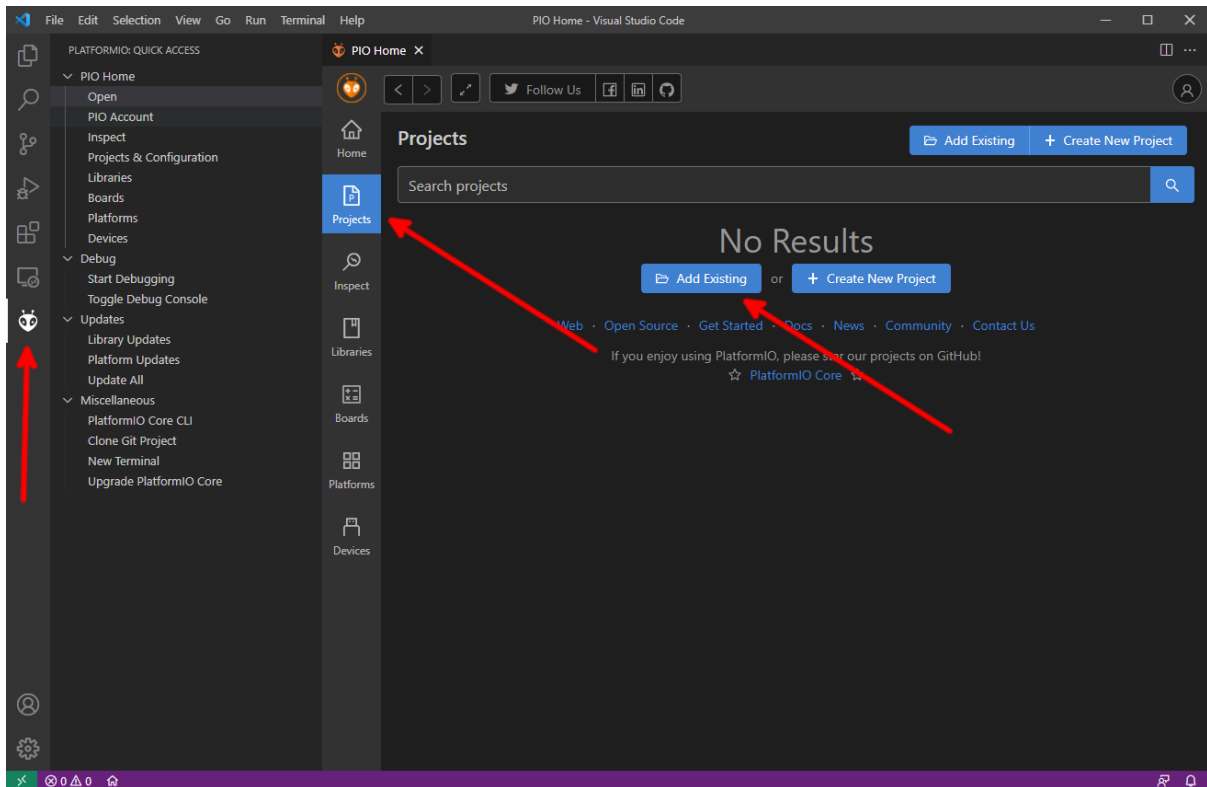 File Edit Selection View Go Run Terminal Help PIO Home - Visual Studio Code
PLATFORMIO: QUICK ACCESS
PIO Home
Open
PIO Account
Inspect
Projects & Configuration
Libraries
Boards
Platforms
Devices
Debug
Start Debugging
Toggle Debug Console
Updates
Library Updates
Platform Updates
Update All
Miscellaneous
PlatformIO Core CLI
Clone Git Project
New Terminal
Upgrade PlatformIO Core
PIO Home
Follow Us
Home
Projects
Inspect
Libraries
Boards
Platforms
Devices
Projects
Add Existing + Create New Project
Search projects
No Results
Add Existing or + Create New Project
Web · Open Source · Get Started · Docs · News · Community · Contact Us
If you enjoy using PlatformIO, please star our projects on GitHub!
PlatformIO Core
0 0